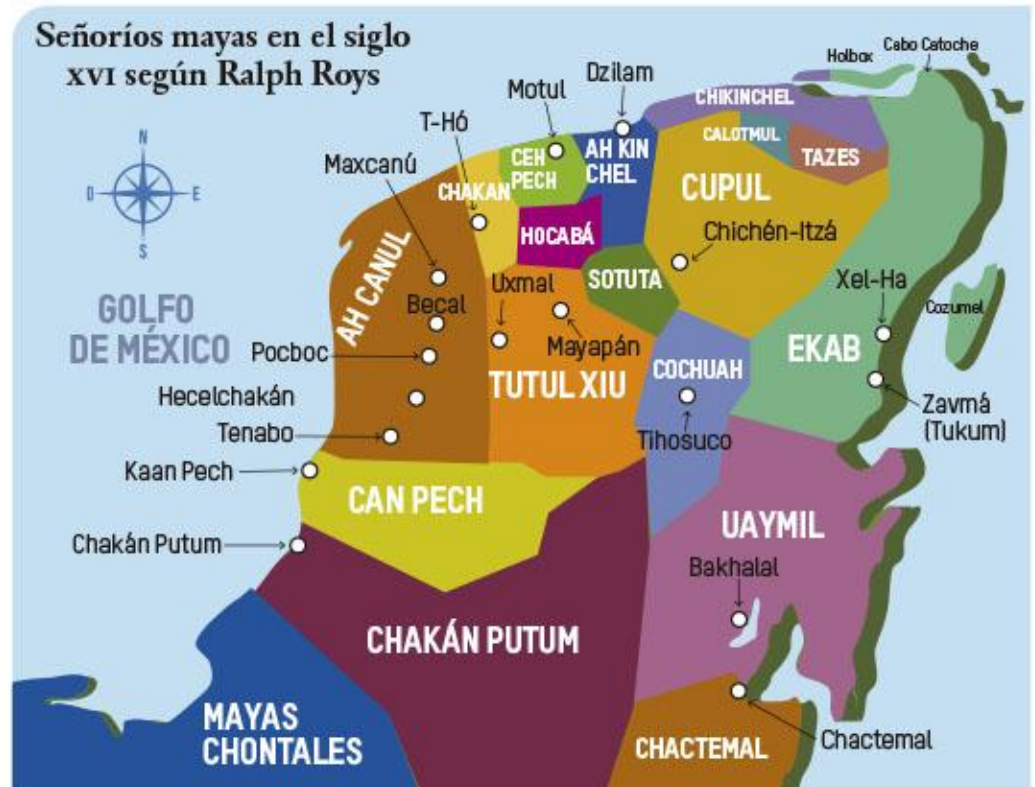 Señoríos mayas en el siglo
XVI según Ralph Roys
N
O
E
S
GOLFO
DE MÉXICO
Holbox
Cabo Catoche
Dzilam
Motul
CHIKINCHEL
T-Hó
CALOTMUL
Maxcanú
CEH
PECH
AH KIN
CHEL
TAZES
CHAKAN
CUPUL
HOCABÁ
Chichén-Itzá
AH CANUL
SOTUTA
Uxmal
Xel-Ha
Becal
Cozumel
Pocboc
Mayapán
EKAB
COCHUAH
TUTUL XIU
Hecelchakán
Zavmá
(Tukum)
Tenabo
Tihosuco
Kaan Pech
CAN PECH
UAYMIL
Chakán Putum
Bakhalal
CHAKÁN PUTUM
MAYAS
CHONTALES
CHACTEMAL
Chactemal